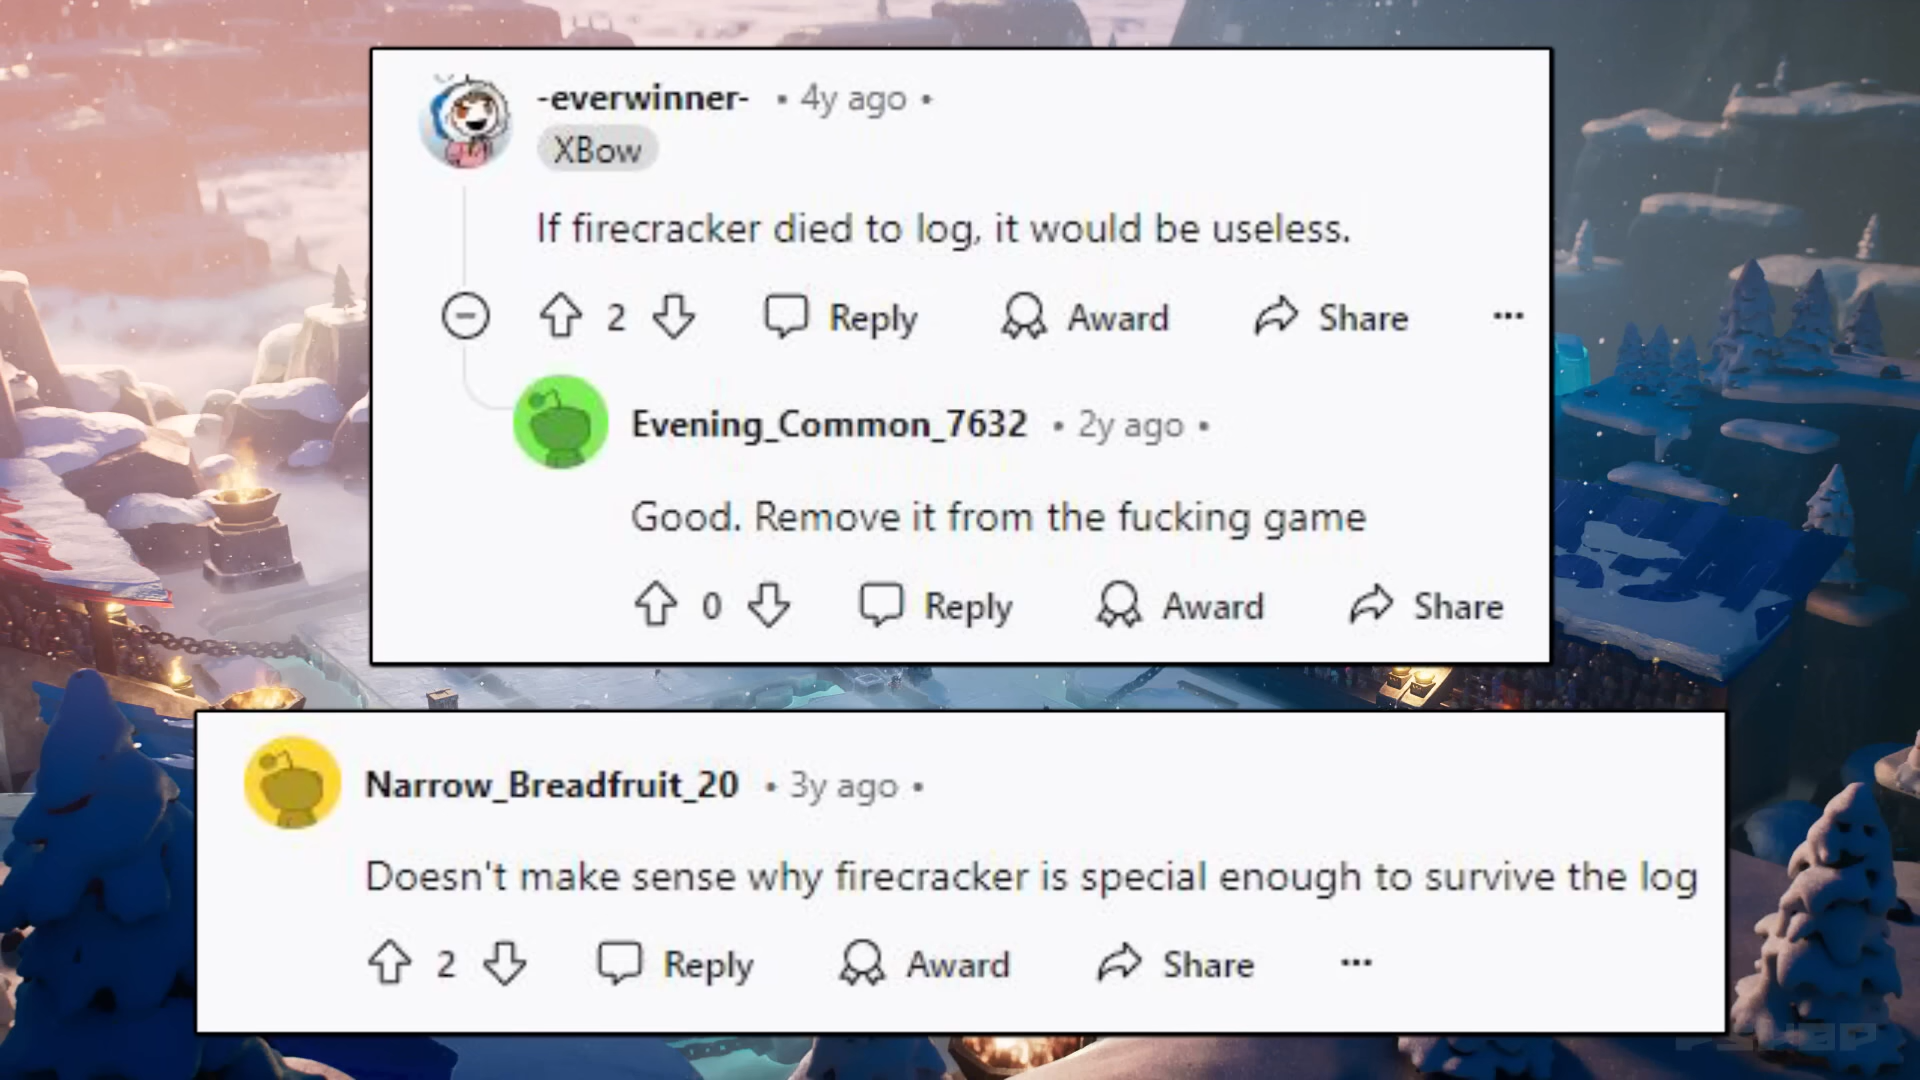 -everwinner- • 4y ago •
XBow
If firecracker died to log, it would be useless.
2 Reply Award Share ...
Evening_Common_7632 • 2y ago •
Good. Remove it from the fucking game
0 Reply Award Share
Narrow_Breadfruit_20 • 3y ago •
Doesn't make sense why firecracker is special enough to survive the log
2 Reply Award Share ...